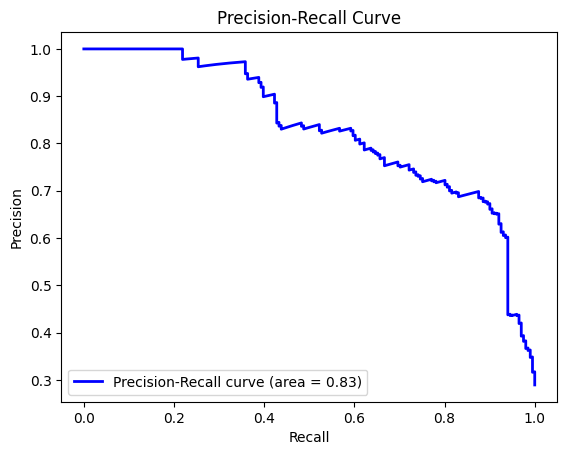 Precision-Recall Curve
1.0
0.9
0.8
0.7
0.6
0.5
0.4
0.3
Precision
Precision-Recall curve (area = 0.83)
0.0 0.2 0.4 0.6 0.8 1.0
Recall